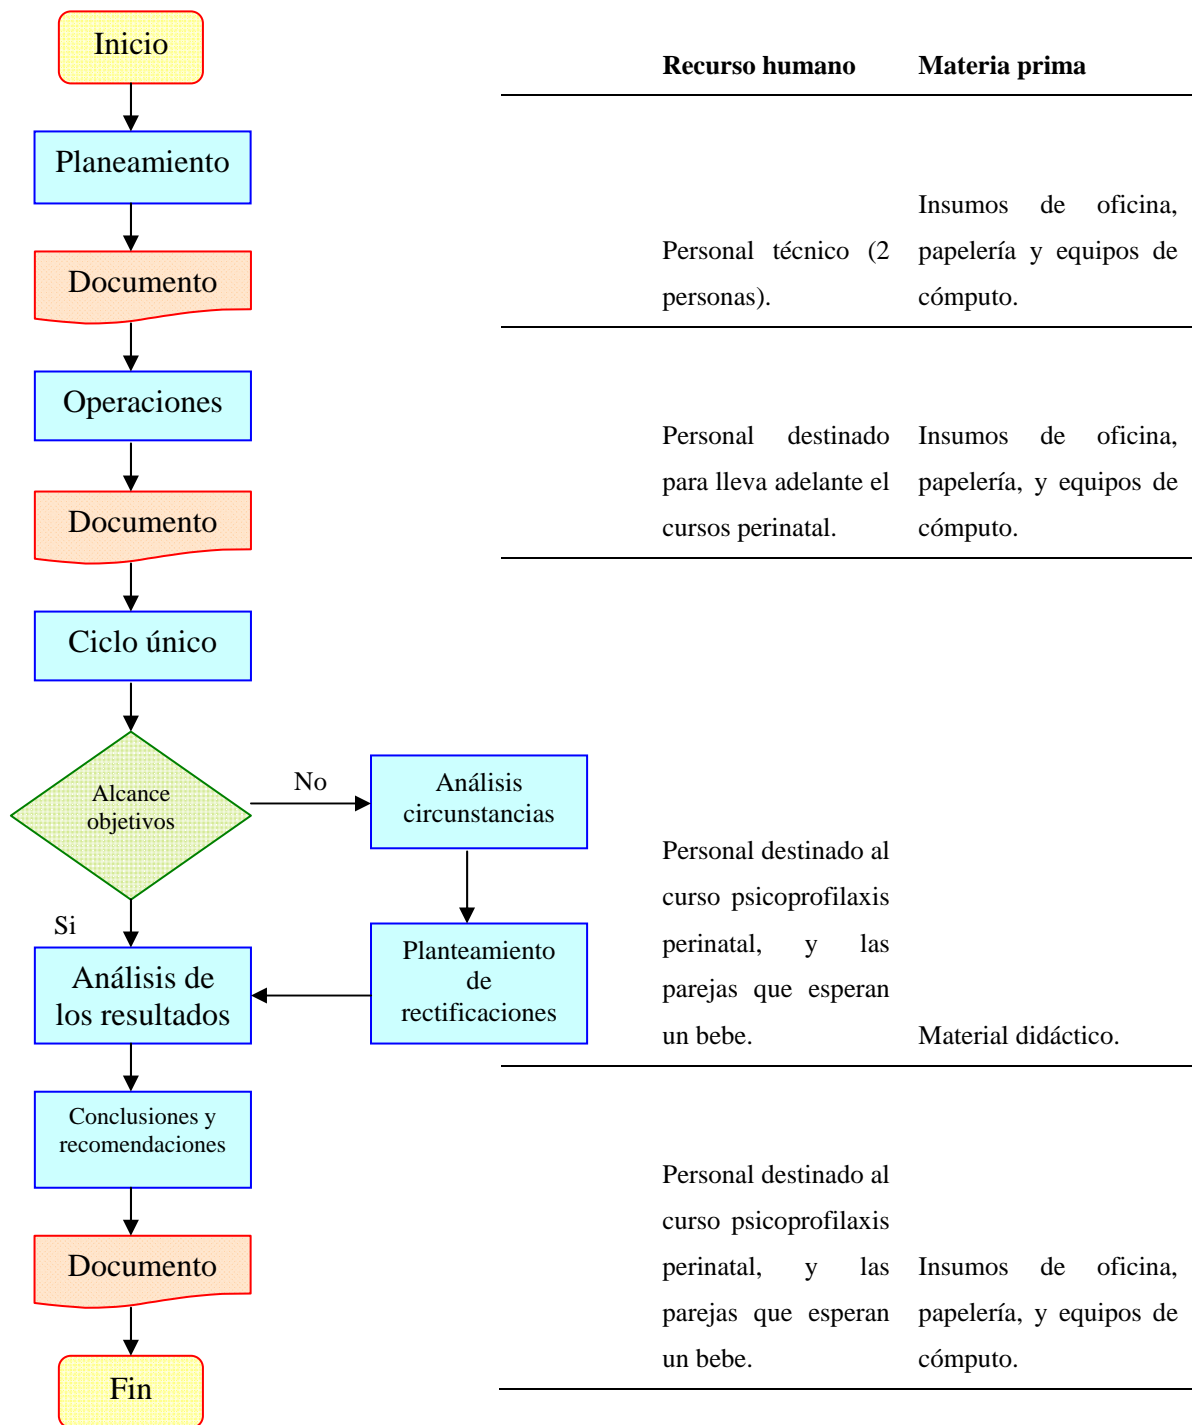 Inicio
Planeamiento
Documento
Operaciones
Documento
Ciclo único
Alcance
objetivos
No
Análisis
circunstancias
Planteamiento
de
rectificaciones
Si
Análisis de
los resultados
Conclusiones y
recomendaciones
Documento
Fin
Recurso humano
Materia prima
Personal técnico (2
personas).
Insumos de oficina,
papelería y equipos de
cómputo.
Personal destinado
para lleva adelante el
cursos perinatal.
Insumos de oficina,
papelería, y equipos de
cómputo.
Personal destinado al
curso psicoprofilaxis
perinatal, y las
parejas que esperan
un bebe.
Material didáctico.
Personal destinado al
curso psicoprofilaxis
perinatal, y las
parejas que esperan
un bebe.
Insumos de oficina,
papelería, y equipos de
cómputo.